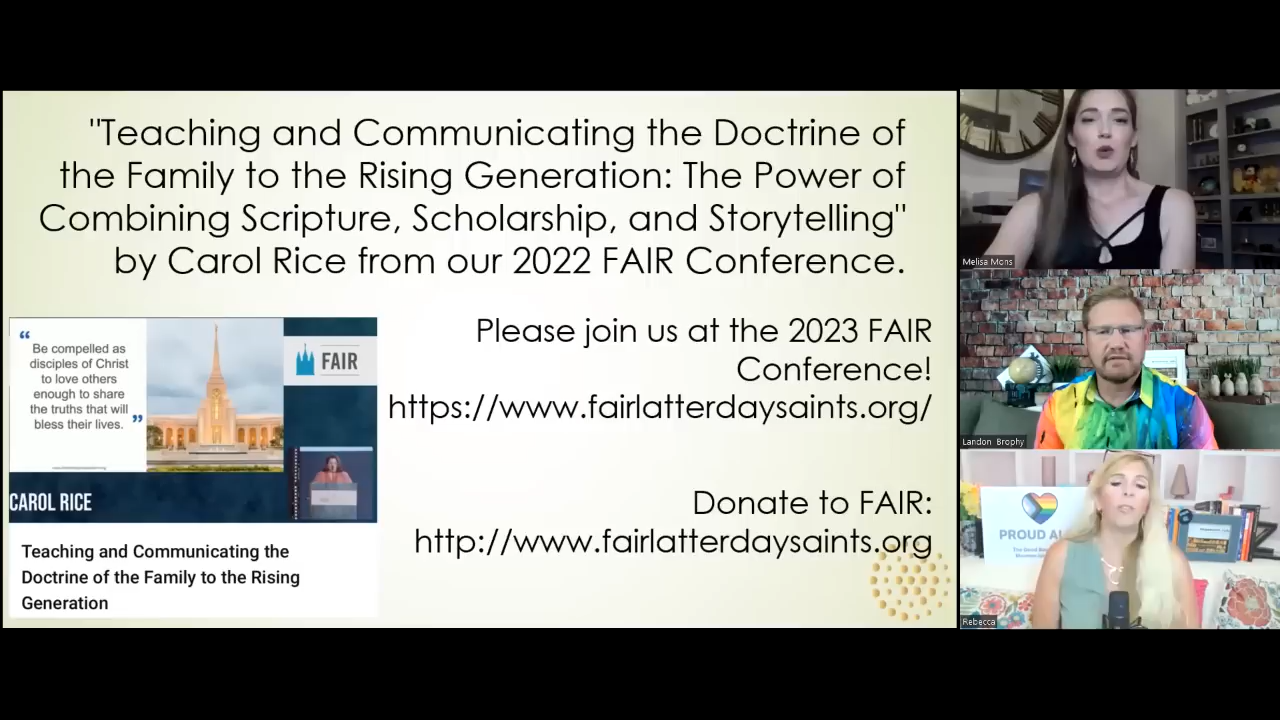 "Teaching and Communicating the Doctrine of
the Family to the Rising Generation: The Power of
Combining Scripture, Scholarship, and Storytelling"
by Carol Rice from our 2022 FAIR Conference.
Please join us at the 2023 FAIR
Conference!
https://www.fairlatterdaysaints.org/
Donate to FAIR:
http://www.fairlatterdaysaints.org
“
Be compelled as
disciples of Christ
to love others
enough to share
the truths that will
bless their lives. ”
FAIR
CAROL RICE
Teaching and Communicating the
Doctrine of the Family to the Rising
Generation
Melisa Mons
Landon Brophy
PROUD AL
Rebecca